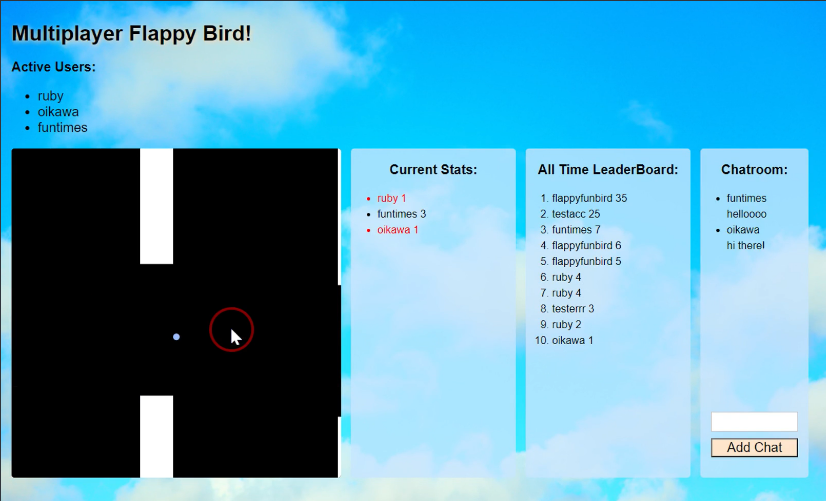 Multiplayer Flappy Bird!
Active Users:
ruby
oikawa
funtimes
Current Stats:
ruby 1
funtimes 3
oikawa 1
All Time LeaderBoard:
1. flappyfunbird 35
2. testacc 25
3. funtimes 7
4. flappyfunbird 6
5. flappyfunbird 5
6. ruby 4
7. ruby 4
8. testerrr 3
9. ruby 2
10. oikawa 1
Chatroom:
funtimes
helloooo
oikawa
hi there!
Add Chat